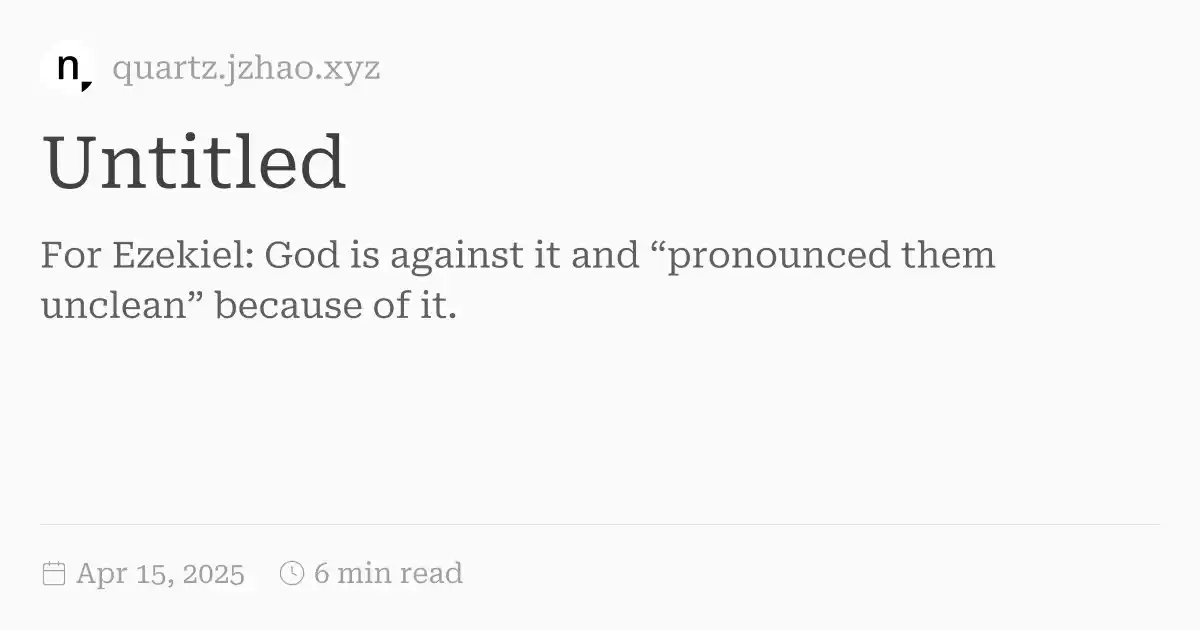 n
quartz.jzhao.xyz
Untitled
For Ezekiel: God is against it and “pronounced them
unclean” because of it.
Apr 15, 2025 6 min read